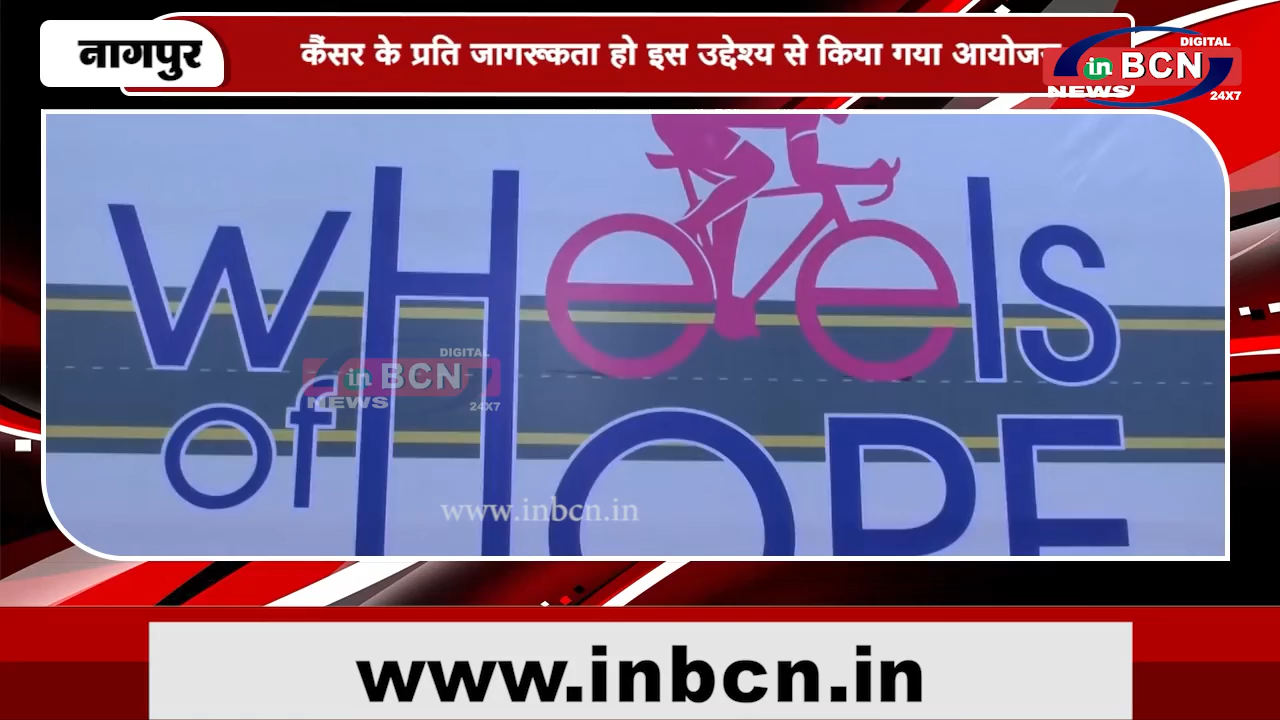 नागपुर
कैंसर के प्रति जागरूकता हो इस उद्देश्य से किया गया
DIGITAL
in BCN
NEWS
24X7
wHeels
of HOPE
DIGITAL
in BCN
NEWS
24X7
www.inbcn.in
www.inbcn.in